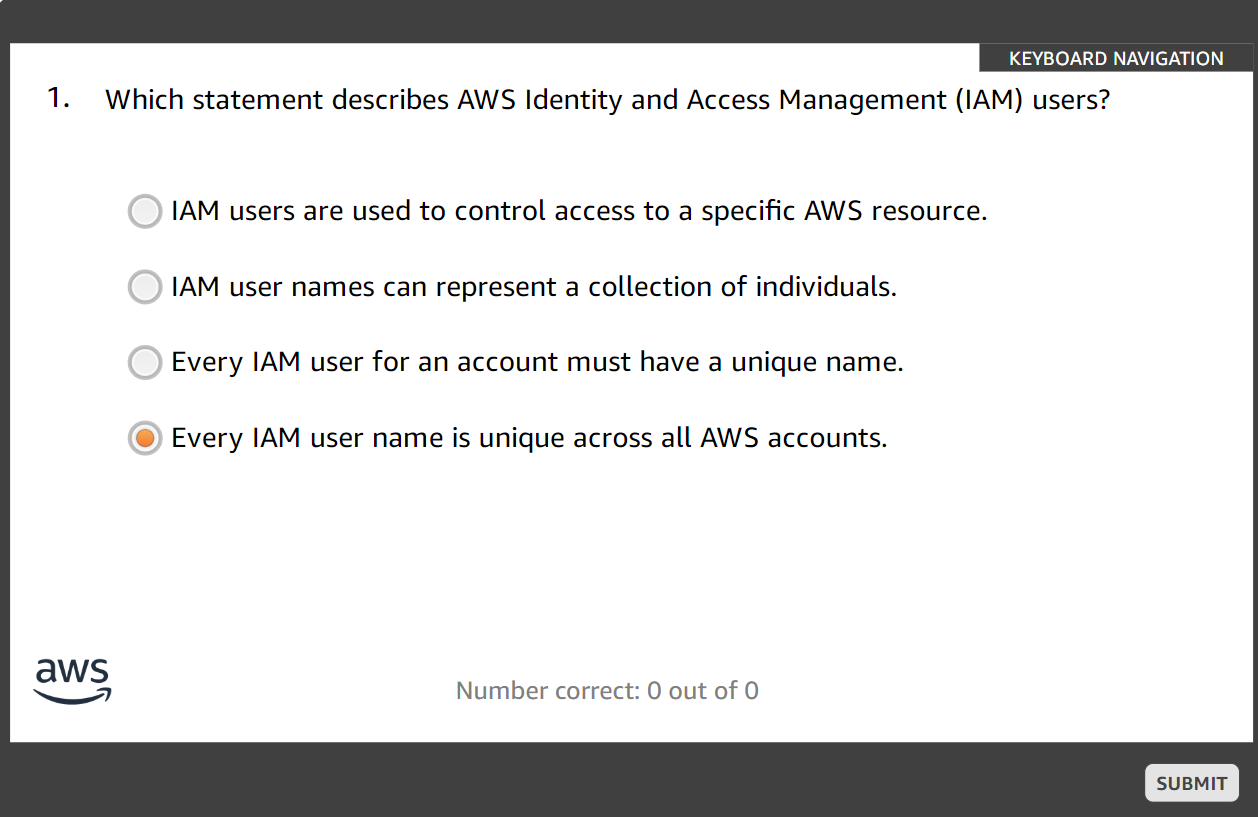 KEYBOARD NAVIGATION
1. Which statement describes AWS Identity and Access Management (IAM) users?
IAM users are used to control access to a specific AWS resource.
IAM user names can represent a collection of individuals.
Every IAM user for an account must have a unique name.
Every IAM user name is unique across all AWS accounts.
aws
Number correct: 0 out of 0
SUBMIT